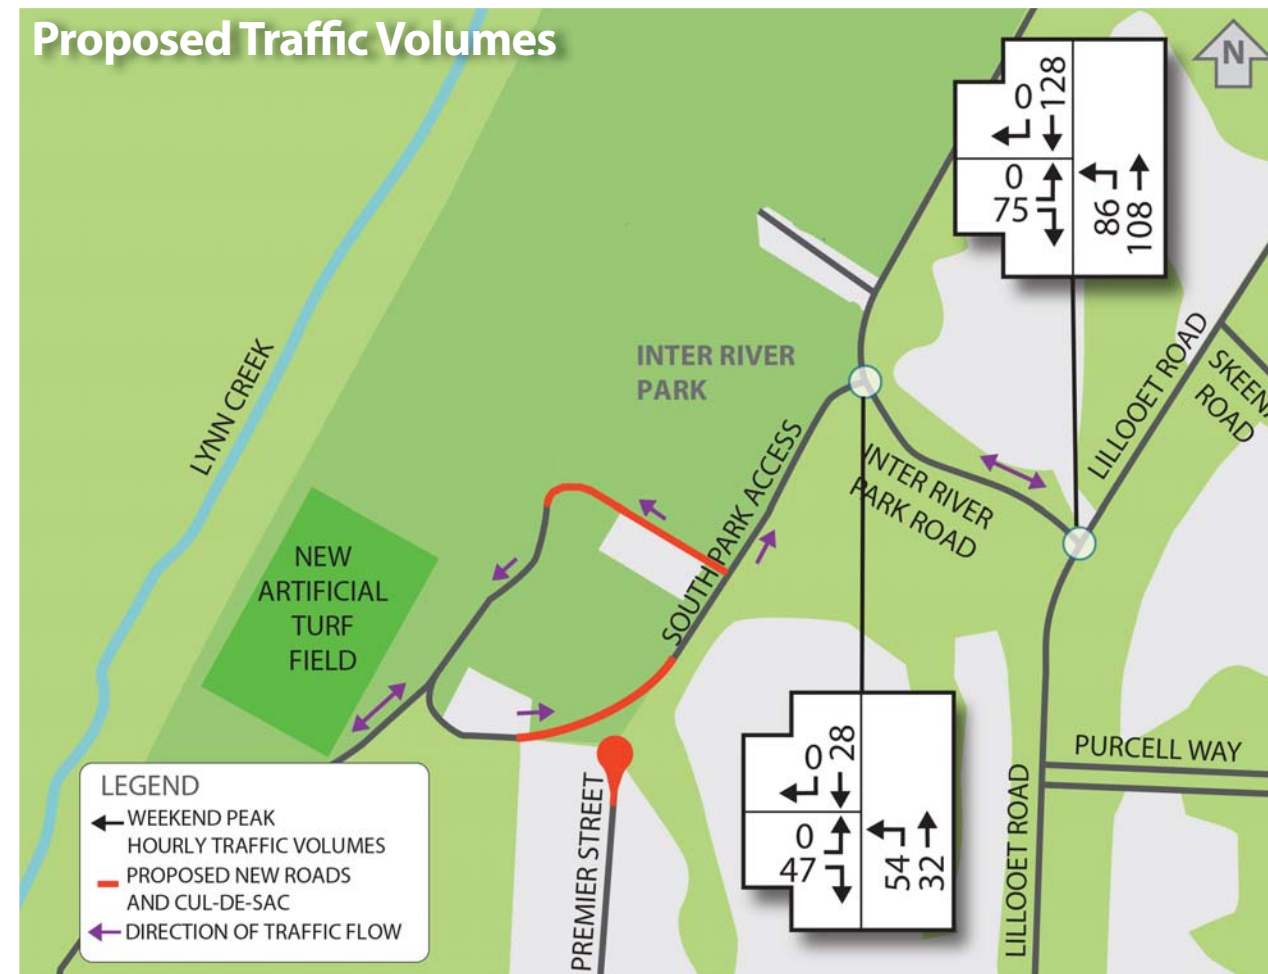 Proposed Traffic Volumes
N
0
128
0
75
86
108
LYNN CREEK
INTER RIVER
PARK
LILLOOET ROAD
SKEENA
ROAD
SOUTH PARK ACCESS
INTER RIVER
PARK ROAD
NEW
ARTIFICIAL
TURF
FIELD
0
28
0
47
54
32
PURCELL WAY
LILLOOET ROAD
PREMIER STREET
LEGEND
WEEKEND PEAK
HOURLY TRAFFIC VOLUMES
PROPOSED NEW ROADS
AND CUL-DE-SAC
DIRECTION OF TRAFFIC FLOW